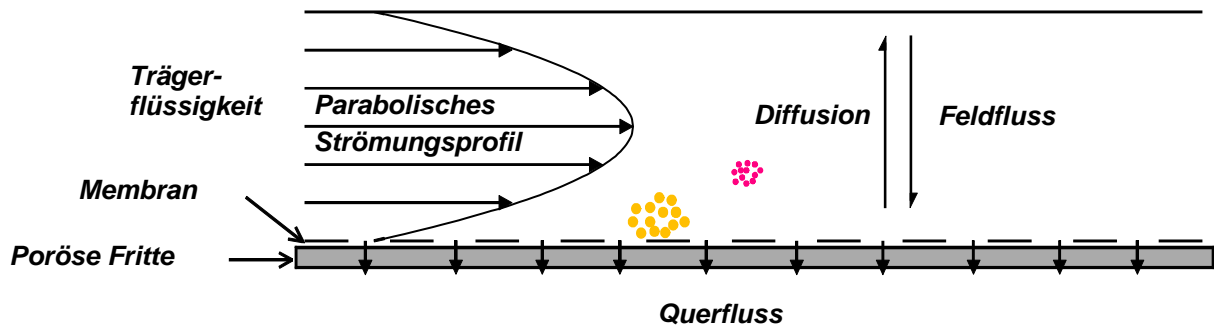 Träger-
flüssigkeit
Parabolisches
Strömungsprofil
Diffusion
Feldfluss
Membran
Poröse Fritte
Querfluss